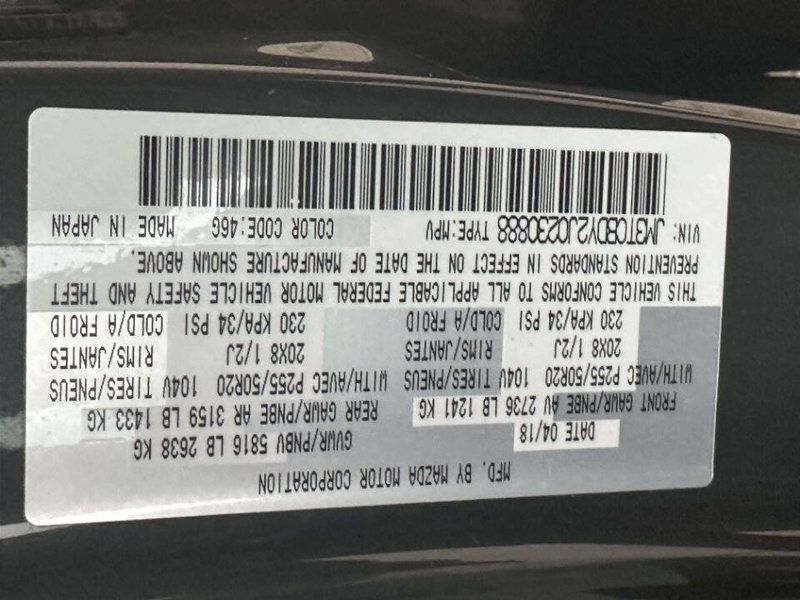 MFD. BY MAZDA MOTOR CORPORATION
DATE 04/18 GVWR/PNBV 5816 LB 2638 KG
FRONT GAWR/PNBE AV 2736 LB 1241 KG REAR GAWR/PNBE AR 3159 LB 1433 KG
WITH/AVEC P255/50R20 104V TIRES/PNEUS WITH/AVEC P255/50R20 104V TIRES/PNEUS
20X8 1/2J RIMS/JANTES 20X8 1/2J RIMS/JANTES
230 KPA/34 PSI COLD/A FROID 230 KPA/34 PSI COLD/A FROID
THIS VEHICLE CONFORMS TO ALL APPLICABLE FEDERAL MOTOR VEHICLE SAFETY AND THEFT
PREVENTION STANDARDS IN EFFECT ON THE DATE OF MANUFACTURE SHOWN ABOVE.
VIN: JM3TCBDY2J0230888 TYPE:MPV COLOR CODE:46G MADE IN JAPAN